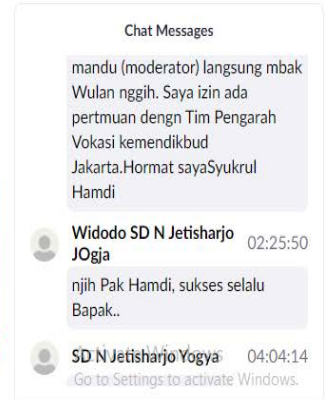 Chat Messages
mandu (moderator) langsung mbak
Wulan nggih. Saya izin ada
pertmuan dengn Tim Pengarah
Vokasi kemendikbud
Jakarta.Hormat sayaSyukrul
Hamdi
Widodo SD N Jetisharjo
JOgja
02:25:50
njih Pak Hamdi, sukses selalu
Bapak..
SD N Jetisharjo Yogya 04:04:14
Activate Windows
Go to Settings to activate Windows.